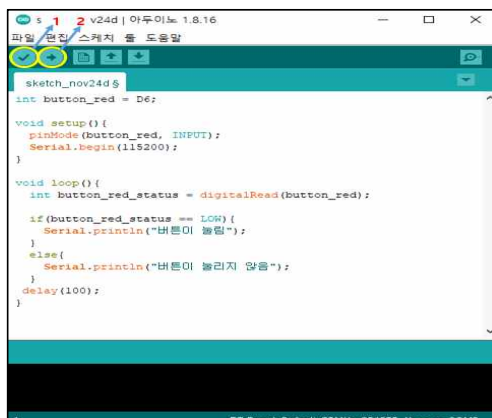 s 1 2 v24d | 아두이노 1.8.16
파일 편집 스케치 툴 도움말
sketch_nov24d §
int button_red = D6;
void setup(){
pinMode(button_red, INPUT);
Serial.begin(115200);
}
void loop(){
int button_red_status = digitalRead(button_red);
if(button_red_status == LOW){
Serial.println("버튼이 눌림");
}
else{
Serial.println("버튼이 눌리지 않음");
}
delay(100);
}